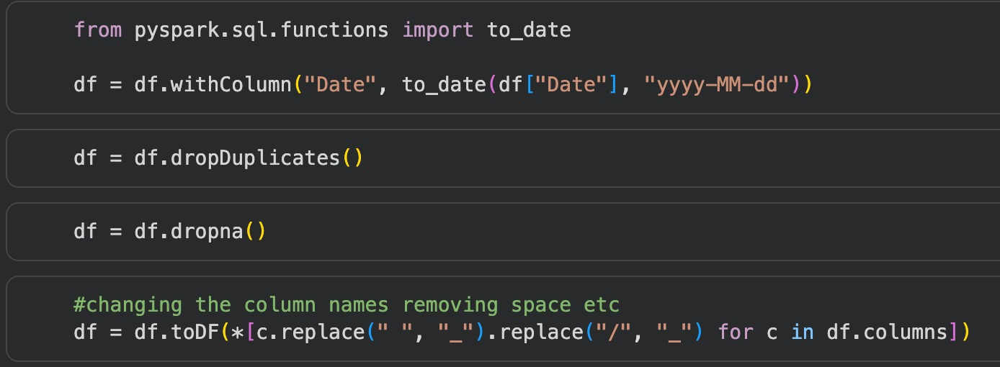 from pyspark.sql.functions import to_date
df = df.withColumn("Date", to_date(df["Date"], "yyyy-MM-dd"))
df = df.dropDuplicates()
df = df.dropna()
#changing the column names removing space etc
df = df.toDF(*[c.replace(" ", "_").replace("/", "_") for c in df.columns])